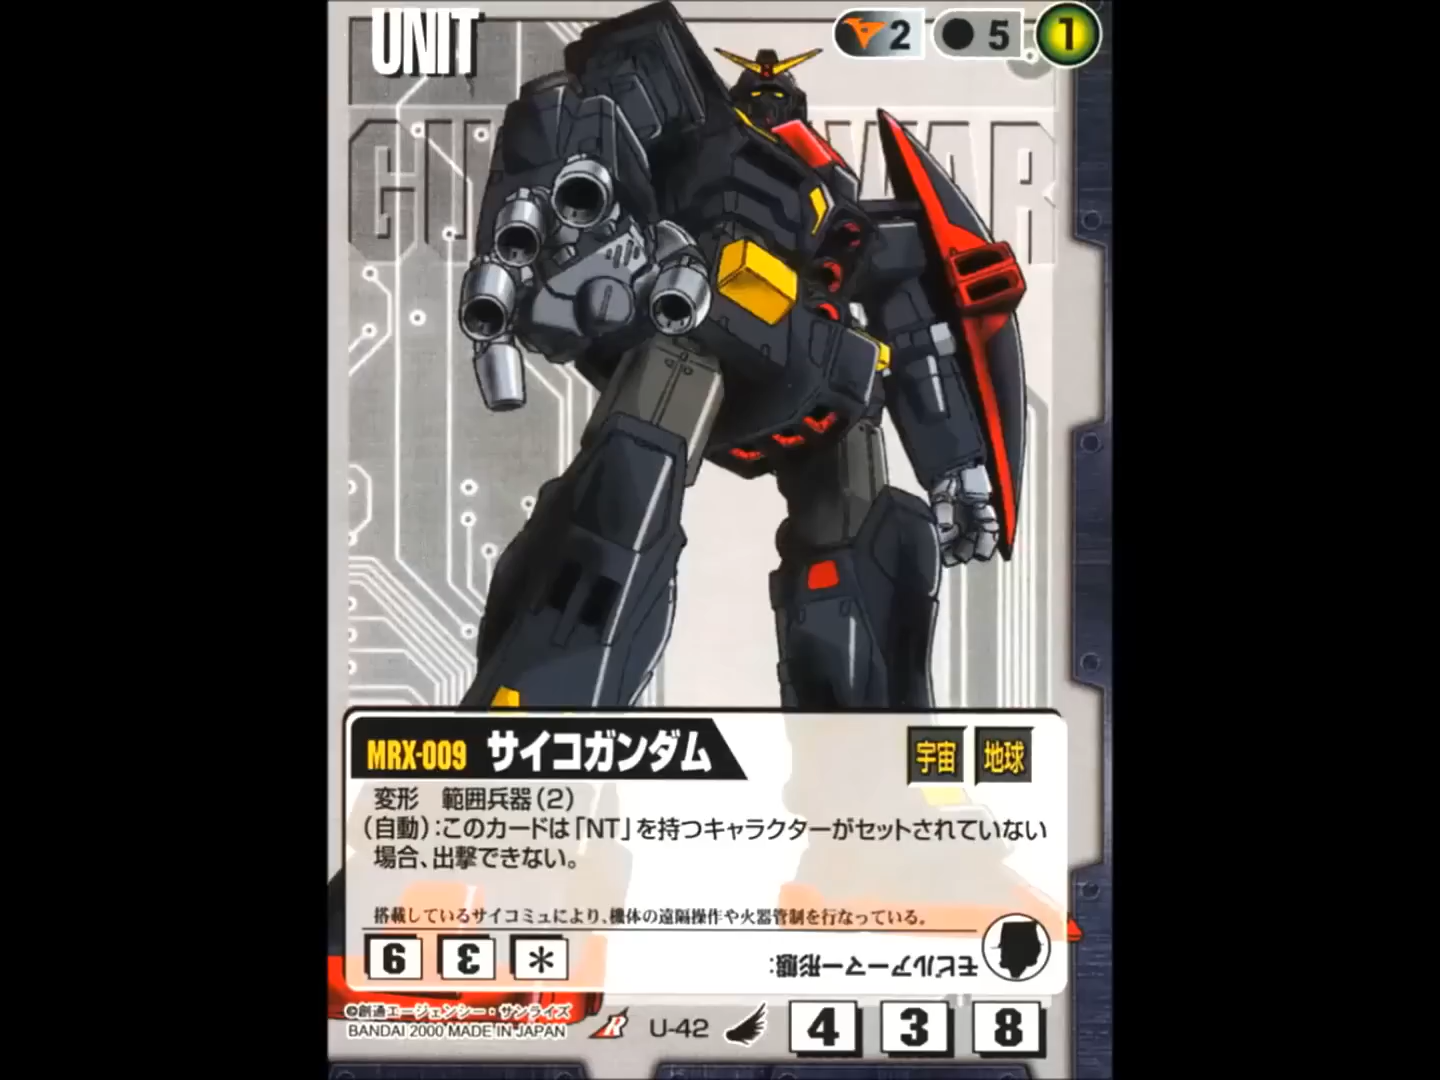 UNIT
2
5
1
GUNDAM WAR
MRX-009 サイコガンダム
宇宙 地球
変形 範囲兵器(2)
(自動):このカードは「NT」を持つキャラクターがセットされていない
場合、出撃できない。
搭載しているサイコミュにより、機体の遠隔操作や火器管制を行なっている。
モビルアーマー形態:
* 3 6
©創通エージェンシー・サンライズ
BANDAI 2000 MADE IN JAPAN
R U-42
4 3 8